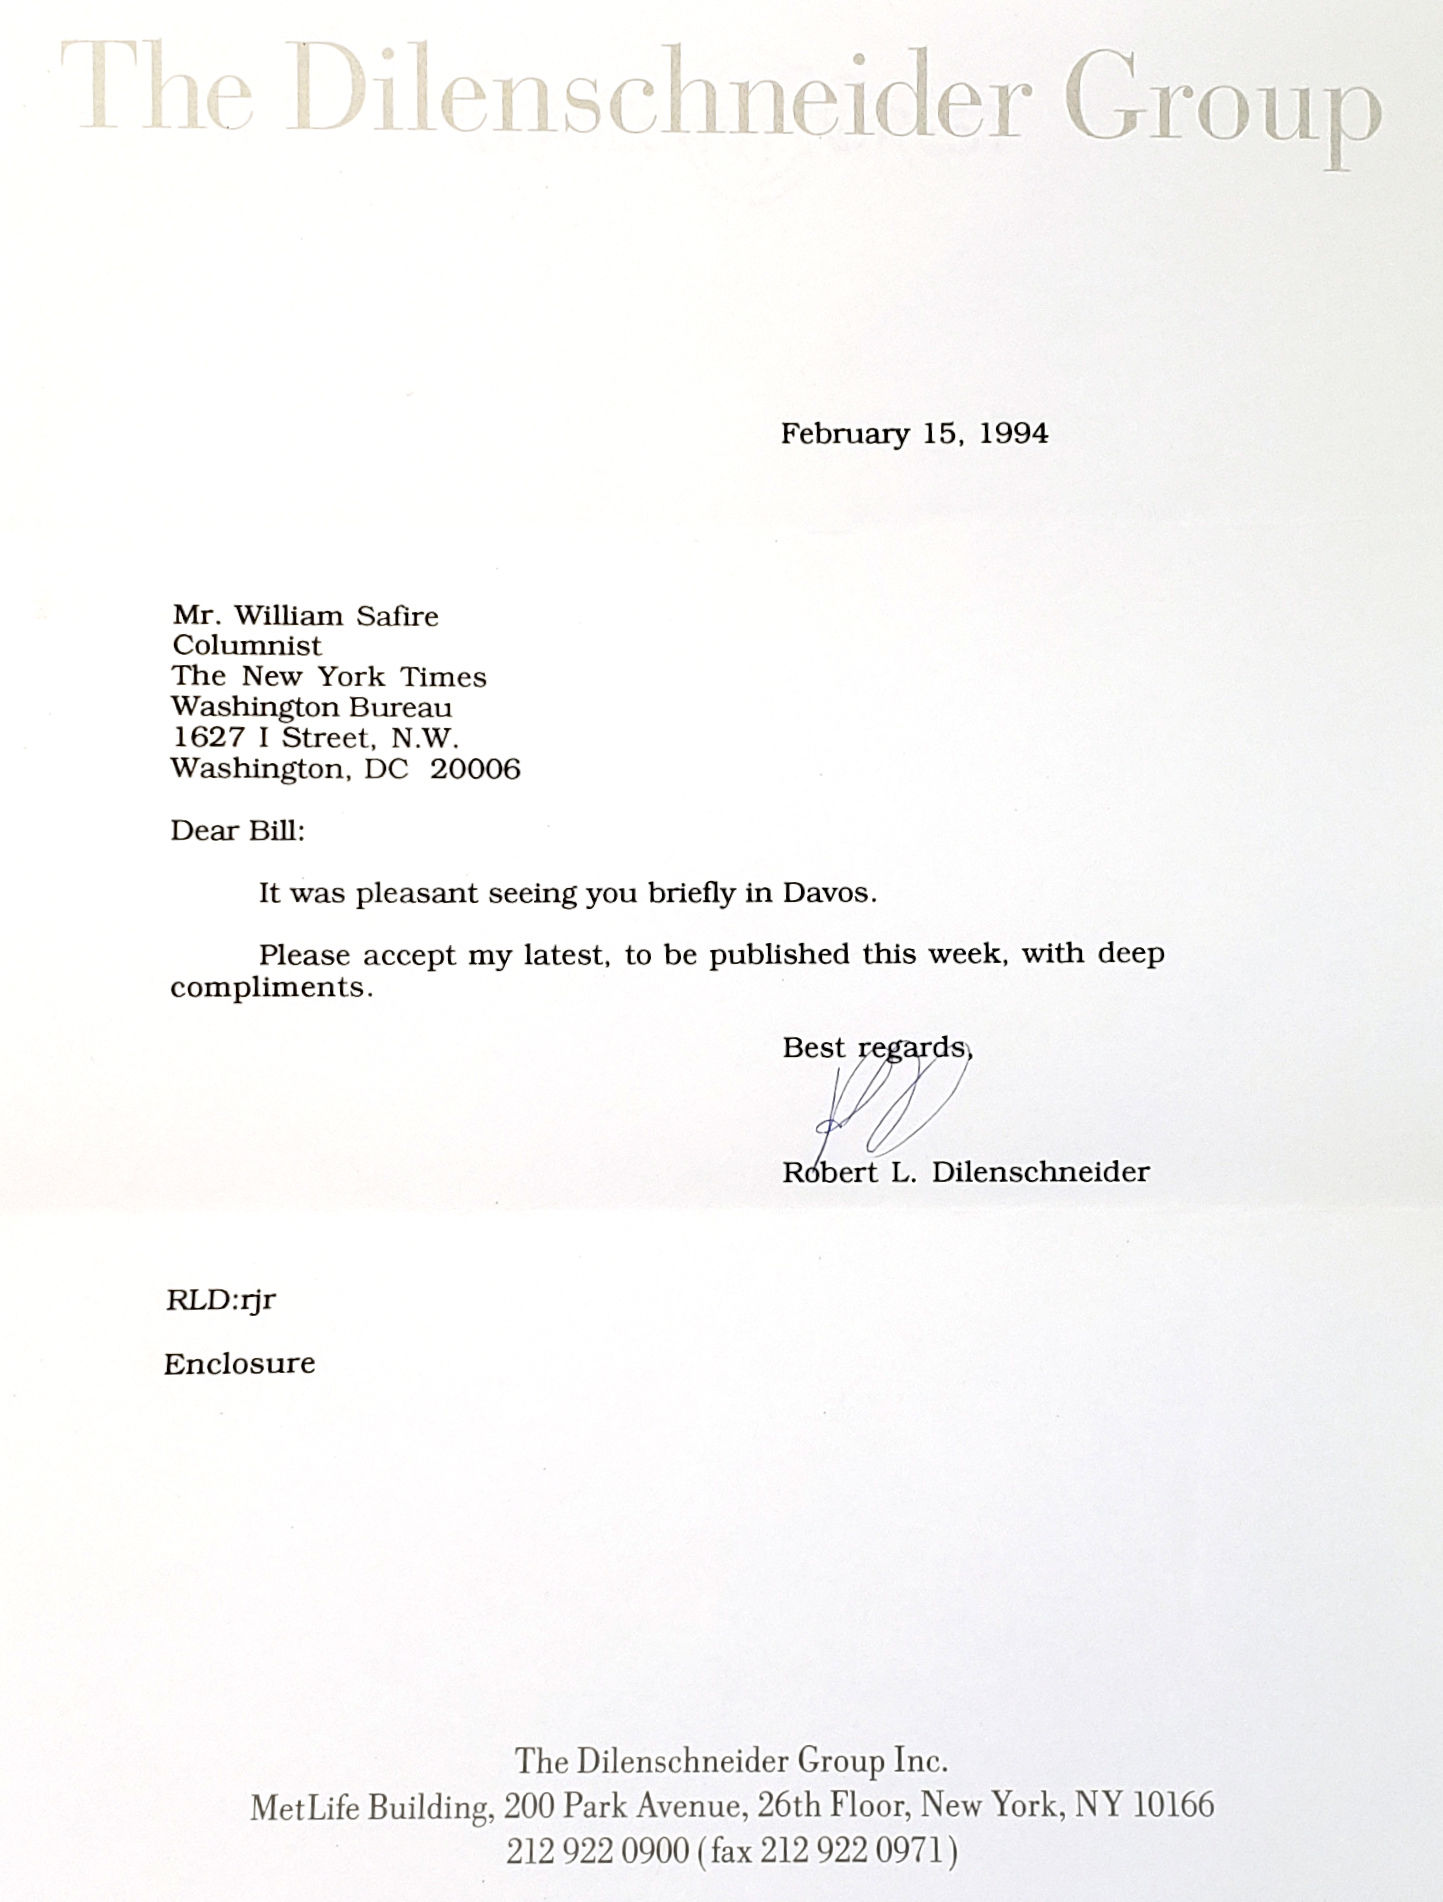 The Dilenschneider Group
February 15, 1994
Mr. William Safire
Columnist
The New York Times
Washington Bureau
1627 I Street, N.W.
Washington, DC 20006
Dear Bill:
It was pleasant seeing you briefly in Davos.
Please accept my latest, to be published this week, with deep
compliments.
Best regards,
Robert L. Dilenschneider
RLD:rjr
Enclosure
The Dilenschneider Group Inc.
MetLife Building, 200 Park Avenue, 26th Floor, New York, NY 10166
212 922 0900 (fax 212 922 0971)